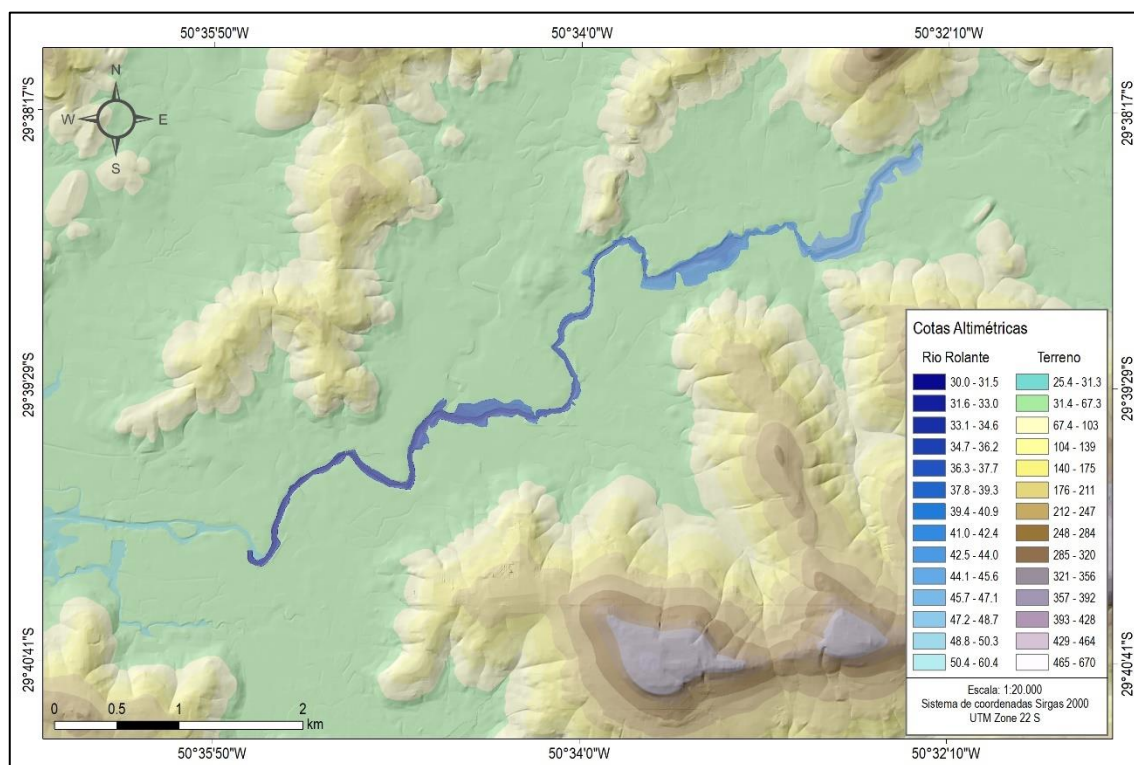 50°35'50"W 50°34'0"W 50°32'10"W
29°38'17"S 29°38'17"S
N
W E
S
29°39'29"S 29°39'29"S
29°40'41"S 29°40'41"S
Cotas Altimétricas
Rio Rolante Terreno
30.0 - 31.5 25.4 - 31.3
31.6 - 33.0 31.4 - 67.3
33.1 - 34.6 67.4 - 103
34.7 - 36.2 104 - 139
36.3 - 37.7 140 - 175
37.8 - 39.3 176 - 211
39.4 - 40.9 212 - 247
41.0 - 42.4 248 - 284
42.5 - 44.0 285 - 320
44.1 - 45.6 321 - 356
45.7 - 47.1 357 - 392
47.2 - 48.7 393 - 428
48.8 - 50.3 429 - 464
50.4 - 60.4 465 - 670
Escala: 1:20.000
Sistema de coordenadas Sirgas 2000
UTM Zone 22 S
0 0.5 1 2
km
50°35'50"W 50°34'0"W 50°32'10"W